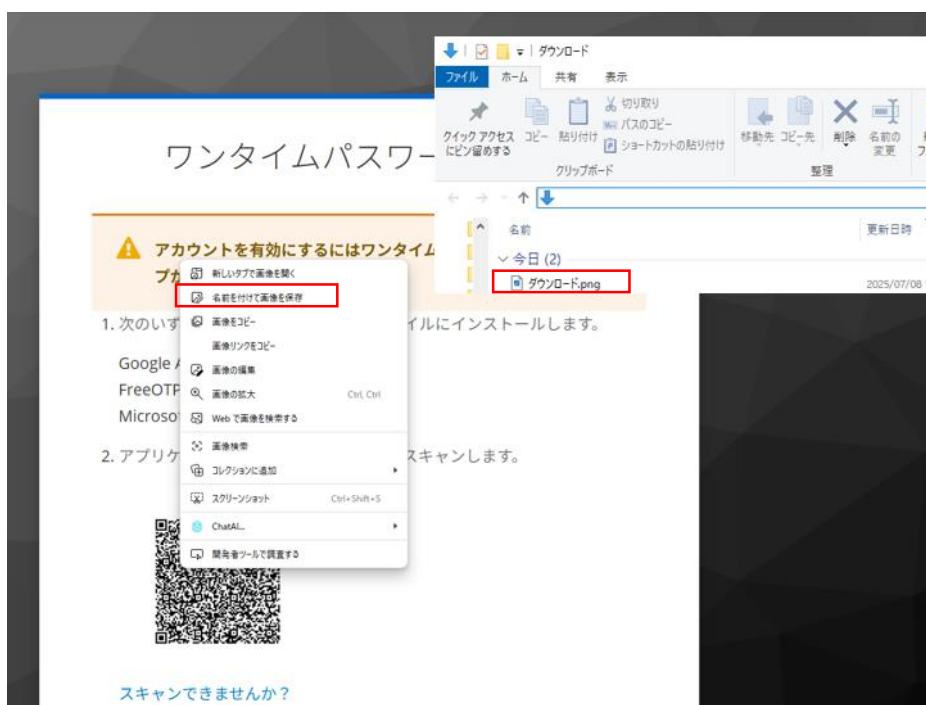 ダウンロード
ファイル ホーム 共有 表示
クイック アクセスにピン留めする
コピー
貼り付け
切り取り
パスのコピー
ショートカットの貼り付け
クリップボード
移動先
コピー先
削除
名前の変更
整理
名前 更新日時
今日 (2)
ダウンロード.png 2025/07/08
ワンタイムパスワー
アカウントを有効にするにはワンタイム
1. 次のいず
イルにインストールします。
Google A
FreeOTP
Microso
2. アプリケ
スキャンします。
新しいタブで画像を開く
名前を付けて画像を保存
画像をコピー
画像リンクをコピー
画像の編集
画像の拡大 Ctrl, Ctrl
Web で画像を検索する
画像検索
コレクションに追加
スクリーンショット Ctrl+Shift+S
ChatAI...
開発者ツールで調査する
スキャンできませんか？